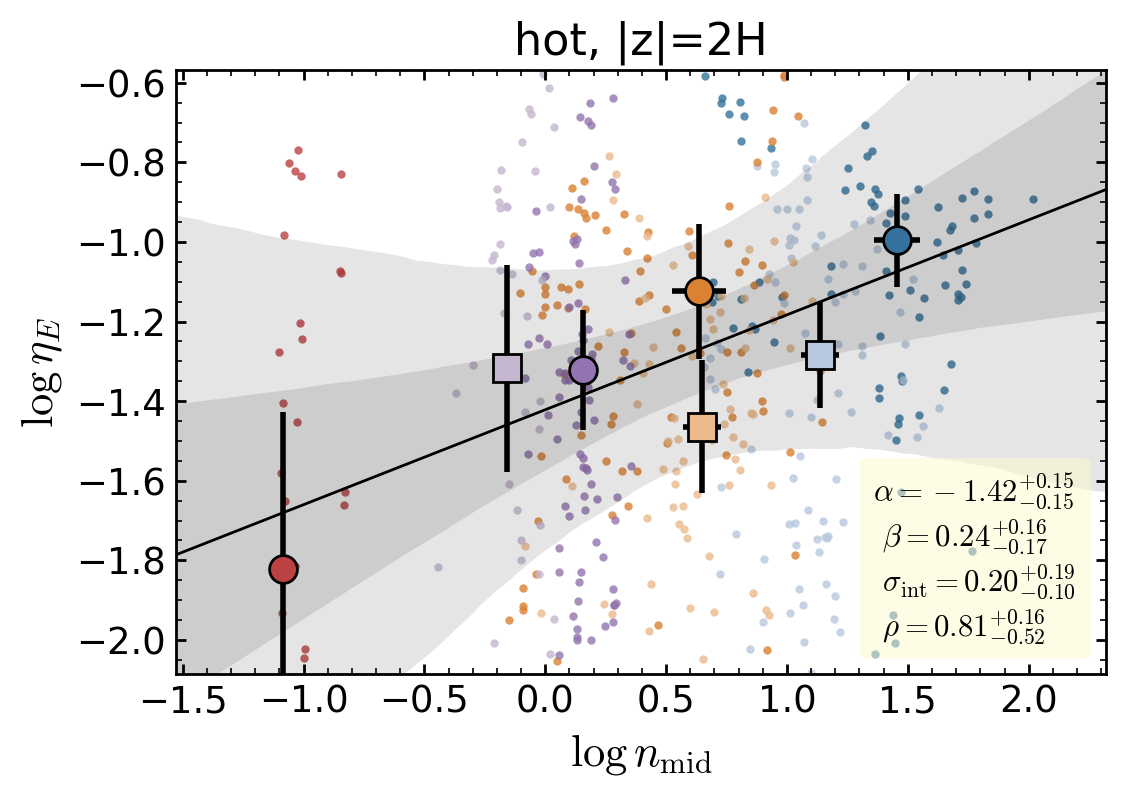 hot, |z|=2H
log η_E
−0.6
−0.8
−1.0
−1.2
−1.4
−1.6
−1.8
−2.0
α = −1.42^{+0.15}_{−0.15}
β = 0.24^{+0.16}_{−0.17}
σ_int = 0.20^{+0.19}_{−0.10}
ρ = 0.81^{+0.16}_{−0.52}
−1.5 −1.0 −0.5 0.0 0.5 1.0 1.5 2.0
log n_mid